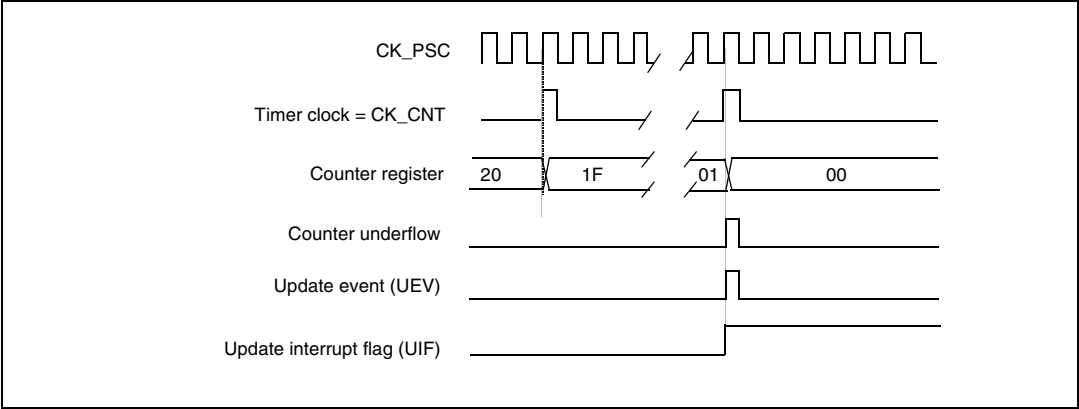 CK_PSC
Timer clock = CK_CNT
Counter register
20
1F
01
00
Counter underflow
Update event (UEV)
Update interrupt flag (UIF)